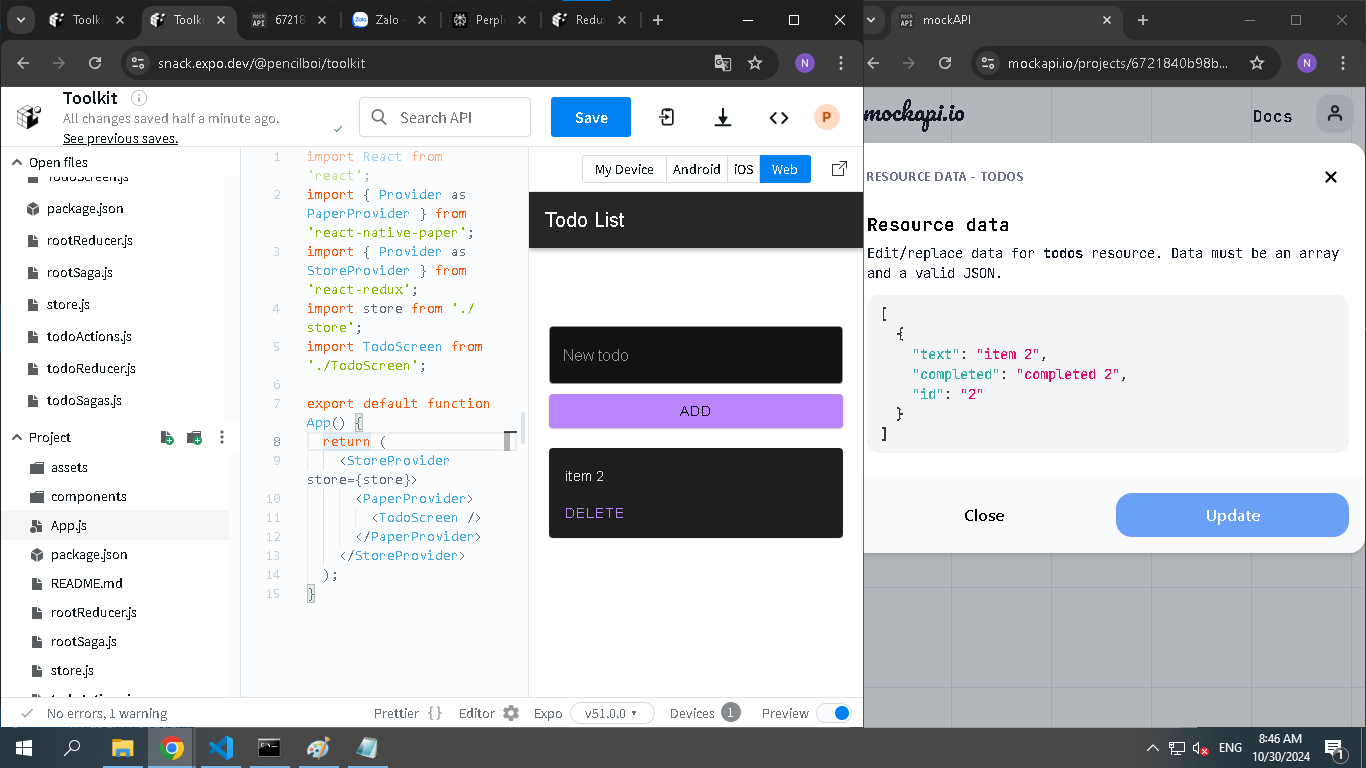 Toolki
Toolki
67218
Zalo
Perple
Redu
mockAPI
snack.expo.dev/@pencilboi/toolkit
N
mockapi.io/projects/6721840b98b...
N
Toolkit
All changes saved half a minute ago.
See previous saves.
Search API
Save
P
mockapi.io
Docs
Open files
TodoScreen.js
package.json
rootReducer.js
rootSaga.js
store.js
todoActions.js
todoReducer.js
todoSagas.js
Project
assets
components
App.js
package.json
README.md
rootReducer.js
rootSaga.js
store.js
1 import React from
'react';
2 import { Provider as
PaperProvider } from
'react-native-paper';
3 import { Provider as
StoreProvider } from
'react-redux';
4 import store from './
store';
5 import TodoScreen from
'./TodoScreen';
6
7 export default function
App() {
8 return (
9 <StoreProvider
store={store}>
10 <PaperProvider>
11 <TodoScreen />
12 </PaperProvider>
13 </StoreProvider>
14 );
15 }
My Device
Android
iOS
Web
Todo List
New todo
ADD
item 2
DELETE
RESOURCE DATA - TODOS
Resource data
Edit/replace data for todos resource. Data must be an array
and a valid JSON.
[
{
"text": "item 2",
"completed": "completed 2",
"id": "2"
}
]
Close
Update
No errors, 1 warning
Prettier {}
Editor
Expo
v51.0.0
Devices 1
Preview
ENG
8:46 AM
10/30/2024
1